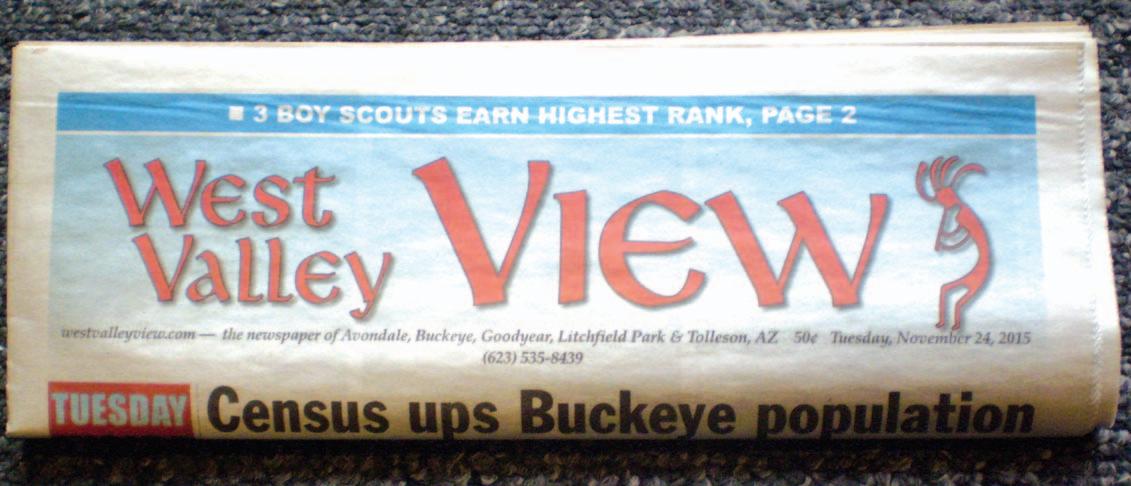 ■ 3 BOY SCOUTS EARN HIGHEST RANK, PAGE 2
West
Valley
View
westvalleyview.com — the newspaper of Avondale, Buckeye, Goodyear, Litchfield Park & Tolleson, AZ 50¢ Tuesday, November 24, 2015
(623) 535-8439
TUESDAY Census ups Buckeye population